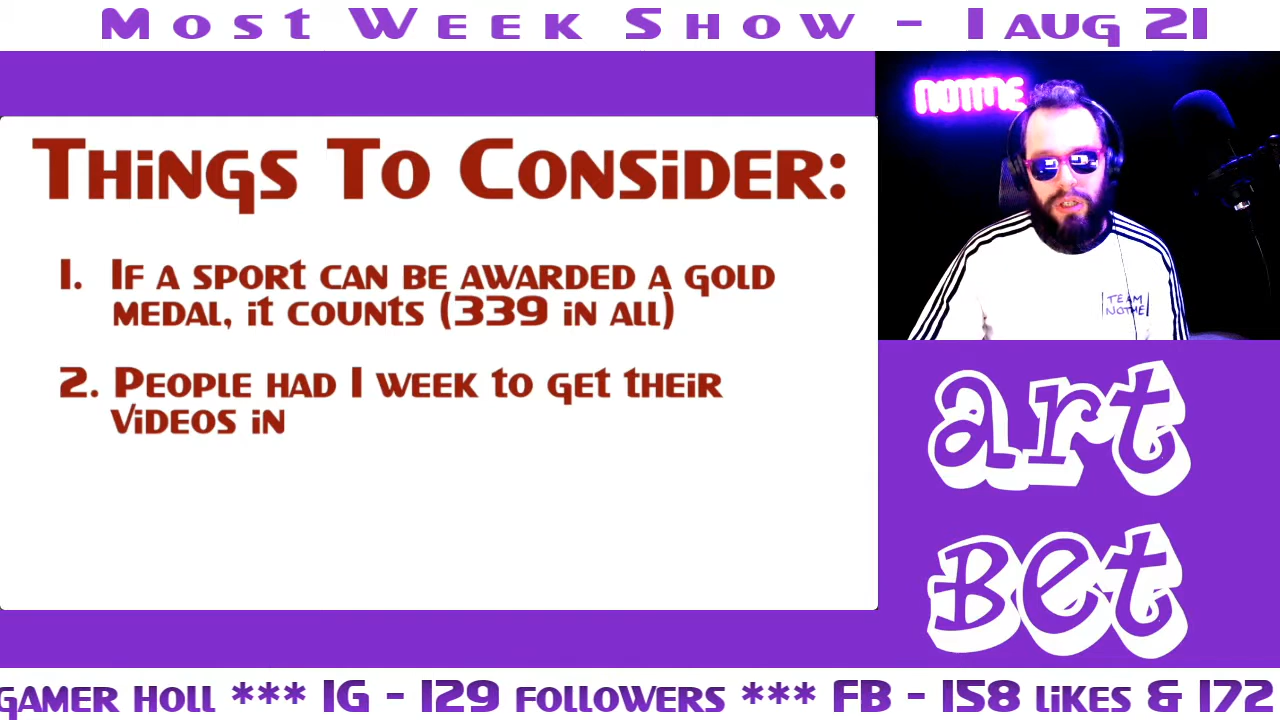 Most Week Show - 1 Aug 21
NOTME
Things To Consider:
1. If a sport can be awarded a gold
medal, it counts (339 in all)
2. People had 1 week to get their
videos in
TEAM
NOTME
art
Bet
GAMER HOLL *** IG - 129 FOLLOWERS *** FB - 158 LIKES & 172